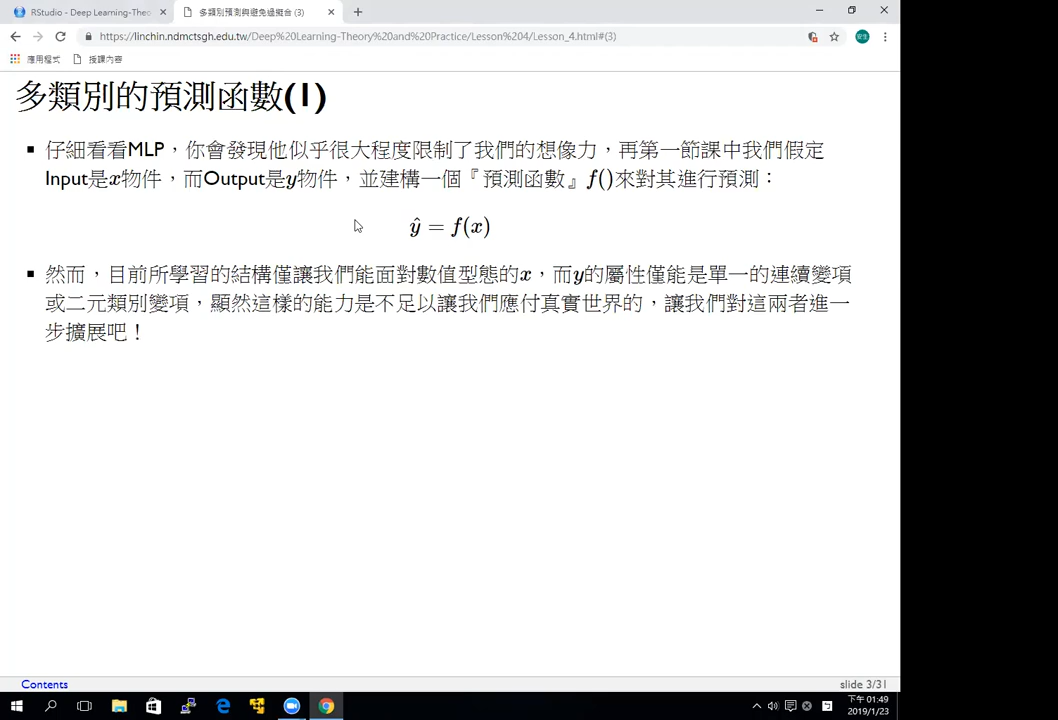 RStudio - Deep Learning-Theo
多類別預測與避免過擬合 (3)
https://linchin.ndmctsgh.edu.tw/Deep%20Learning-Theory%20and%20Practice/Lesson%204/Lesson_4.html#(3)
應用程式
授課內容
多類別的預測函數(1)
仔細看看MLP，你會發現他似乎很大程度限制了我們的想像力，再第一節課中我們假定
Input是x物件，而Output是y物件，並建構一個『預測函數』f()來對其進行預測：
ŷ = f(x)
然而，目前所學習的結構僅讓我們能面對數值型態的x，而y的屬性僅能是單一的連續變項
或二元類別變項，顯然這樣的能力是不足以讓我們應付真實世界的，讓我們對這兩者進一
步擴展吧！
Contents
slide 3/31
下午 01:49
2019/1/23